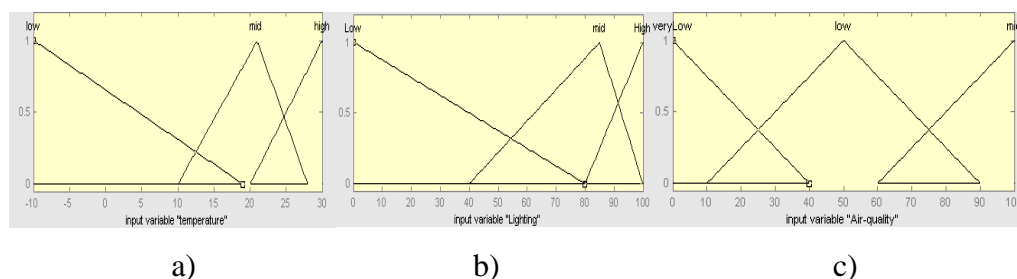 low mid high
1
0.5
0
-10 -5 0 5 10 15 20 25 30
input variable "temperature"
Low mid High
1
0.5
0
0 10 20 30 40 50 60 70 80 90 100
input variable "Lighting"
veryLow low mid
1
0.5
0
0 10 20 30 40 50 60 70 80 90 100
input variable "Air-quality"
a) b) c)